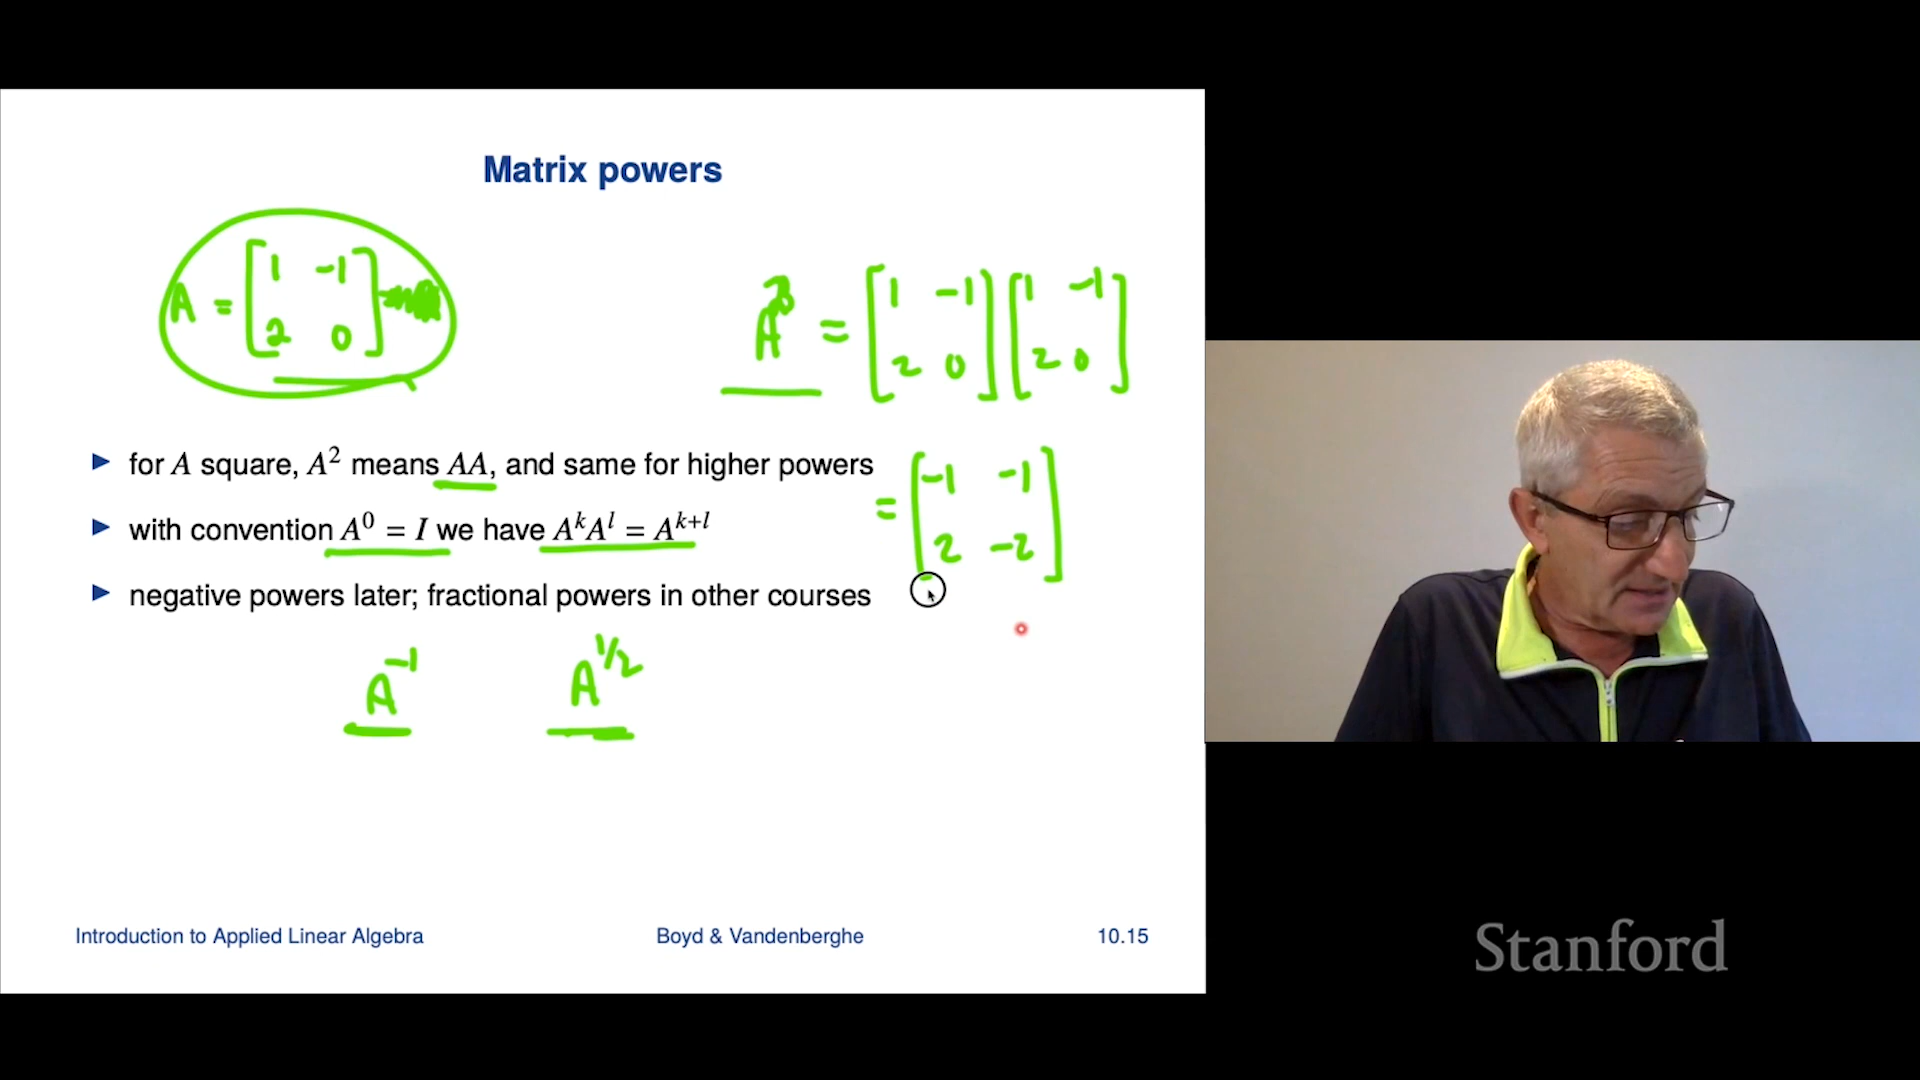 Matrix powers
A = [1 -1
2 0]
A = [1 -1 [1 -1
2 0] 2 0]
► for A square, A² means AA, and same for higher powers
► with convention A⁰ = I we have AᵏAˡ = Aᵏ⁺ˡ
► negative powers later; fractional powers in other courses
= [-1 -1
2 -2]
A⁻¹ A^1/2
Introduction to Applied Linear Algebra Boyd & Vandenberghe 10.15
Stanford